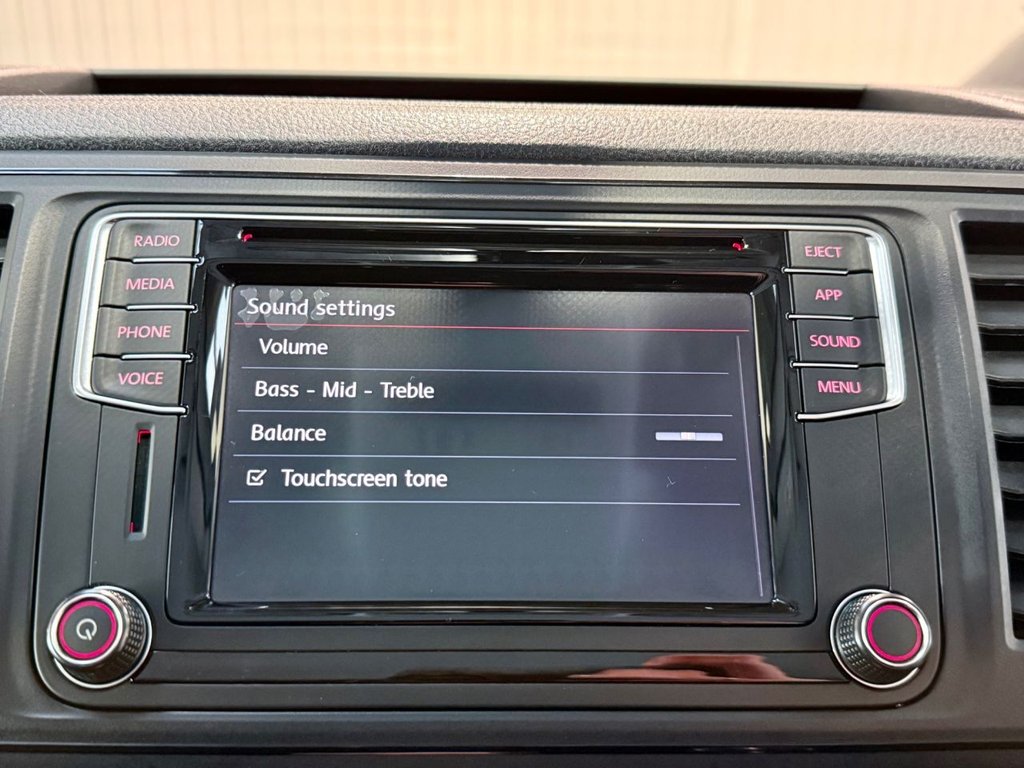 RADIO
MEDIA
PHONE
VOICE
Sound settings
Volume
Bass - Mid - Treble
Balance
Touchscreen tone
EJECT
APP
SOUND
MENU